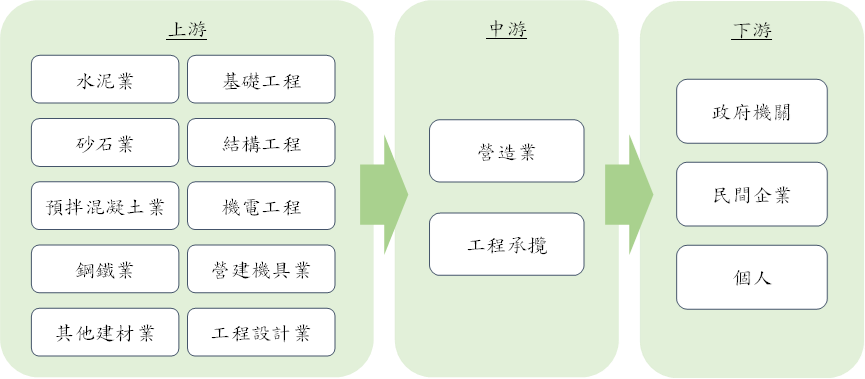 上游
水泥業
基礎工程
砂石業
結構工程
預拌混凝土業
機電工程
鋼鐵業
營建機具業
其他建材業
工程設計業
中游
營造業
工程承攬
下游
政府機關
民間企業
個人